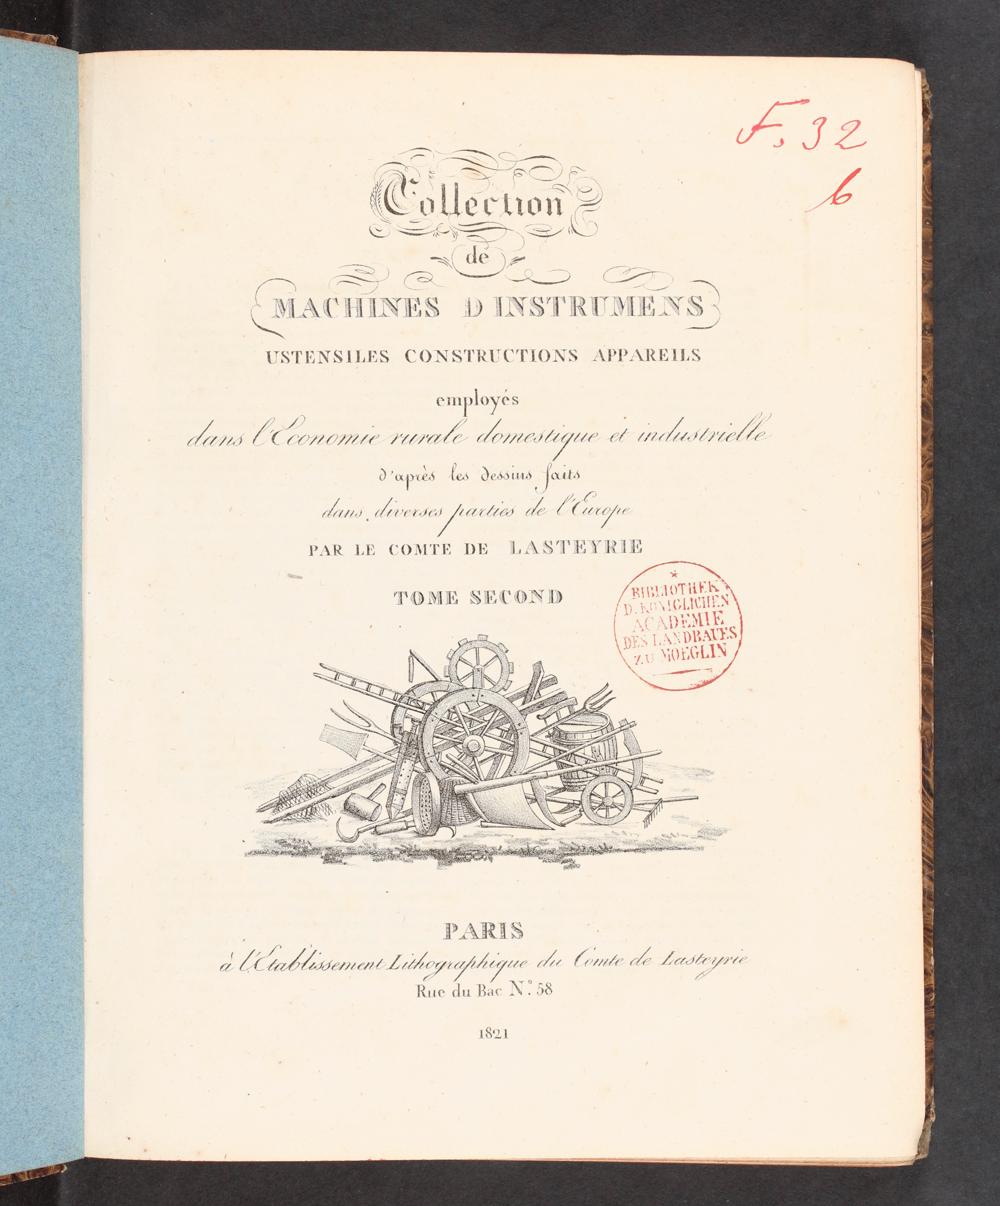 F. 32
b
Collection
de
MACHINES D INSTRUMENS
USTENSILES CONSTRUCTIONS APPAREILS
employés
dans l'Economie rurale domestique et industrielle
d'après les dessins faits
dans diverses parties de l'Europe
PAR LE COMTE DE LASTEYRIE
TOME SECOND
BIBLIOTHEK
D. KÖNIGLICHEN
ACADEMIE
DES LANDBAUES
ZU MOEGLIN
PARIS
à l'Etablissement Lithographique du Comte de Lasteyrie
Rue du Bac N.º 58
1821